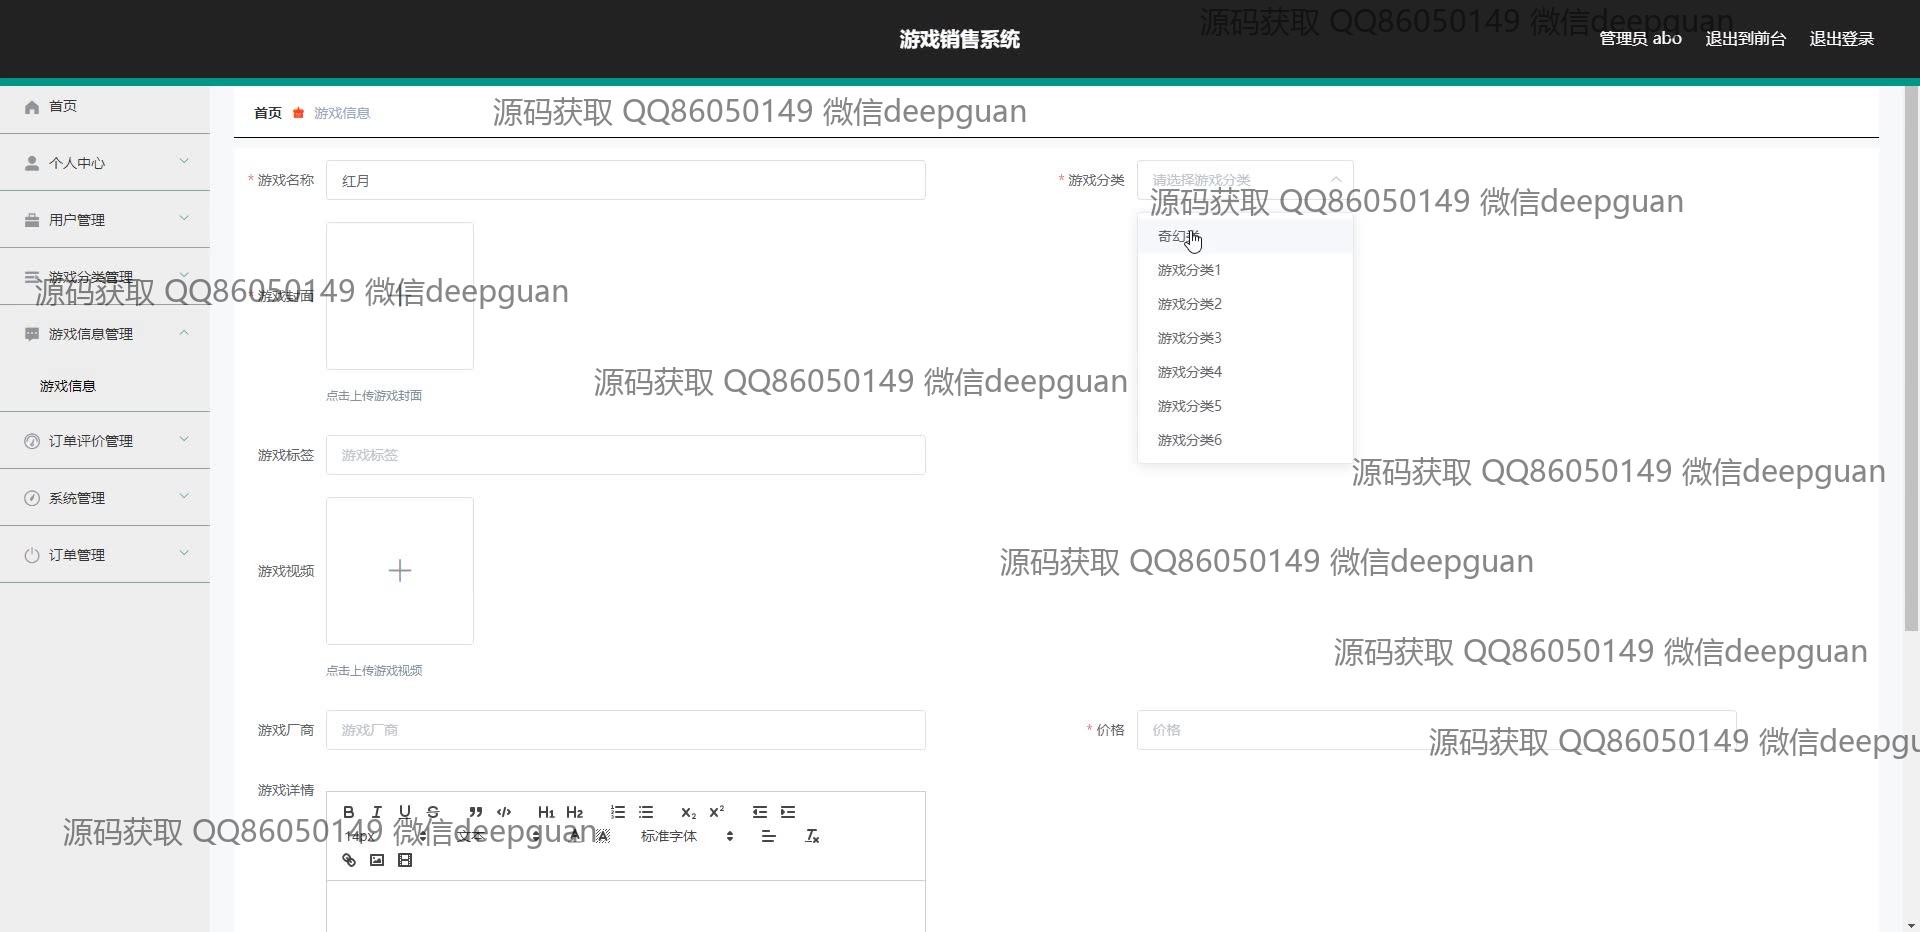 游戏销售系统
源码获取 QQ86050149 微信deepguan
管理员 abo 退出到前台 退出登录
首页
首页 游戏信息
源码获取 QQ86050149 微信deepguan
个人中心
* 游戏名称 红月
* 游戏分类 请选择游戏分类
源码获取 QQ86050149 微信deepguan
用户管理
奇幻类
游戏分类1
游戏分类管理
源码获取 QQ86050149 微信deepguan
* 游戏封面
游戏分类2
游戏信息管理
游戏分类3
游戏信息
源码获取 QQ86050149 微信deepguan
游戏分类4
点击上传游戏封面
游戏分类5
订单评价管理
游戏分类6
游戏标签 游戏标签
源码获取 QQ86050149 微信deepguan
系统管理
订单管理
源码获取 QQ86050149 微信deepguan
游戏视频
点击上传游戏视频
源码获取 QQ86050149 微信deepguan
游戏厂商 游戏厂商
* 价格 价格
源码获取 QQ86050149 微信deepgu
游戏详情
B I U S H1 H2 X2 X2
源码获取 QQ86050149 微信deepguan
14px 文本 A A 标准字体 Tx